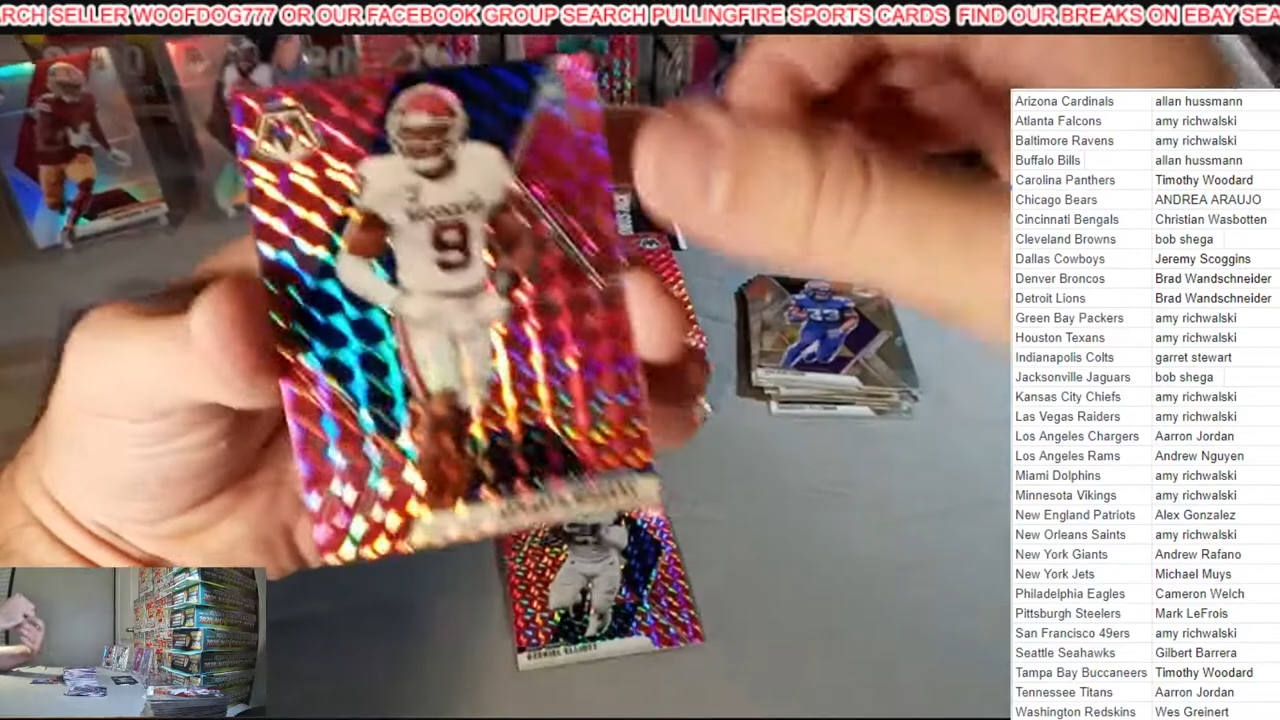 RCH SELLER WOOFDOG777 OR OUR FACEBOOK GROUP SEARCH PULLINGFIRE SPORTS CARDS FIND OUR BREAKS ON EBAY SEA
9
33
EZEKIEL ELLIOTT
Arizona Cardinals allan hussmann
Atlanta Falcons amy richwalski
Baltimore Ravens amy richwalski
Buffalo Bills allan hussmann
Carolina Panthers Timothy Woodard
Chicago Bears ANDREA ARAUJO
Cincinnati Bengals Christian Wasbotten
Cleveland Browns bob shega
Dallas Cowboys Jeremy Scoggins
Denver Broncos Brad Wandschneider
Detroit Lions Brad Wandschneider
Green Bay Packers amy richwalski
Houston Texans amy richwalski
Indianapolis Colts garret stewart
Jacksonville Jaguars bob shega
Kansas City Chiefs amy richwalski
Las Vegas Raiders amy richwalski
Los Angeles Chargers Aarron Jordan
Los Angeles Rams Andrew Nguyen
Miami Dolphins amy richwalski
Minnesota Vikings amy richwalski
New England Patriots Alex Gonzalez
New Orleans Saints amy richwalski
New York Giants Andrew Rafano
New York Jets Michael Muys
Philadelphia Eagles Cameron Welch
Pittsburgh Steelers Mark LeFrois
San Francisco 49ers amy richwalski
Seattle Seahawks Gilbert Barrera
Tampa Bay Buccaneers Timothy Woodard
Tennessee Titans Aarron Jordan
Washington Redskins Wes Greinert